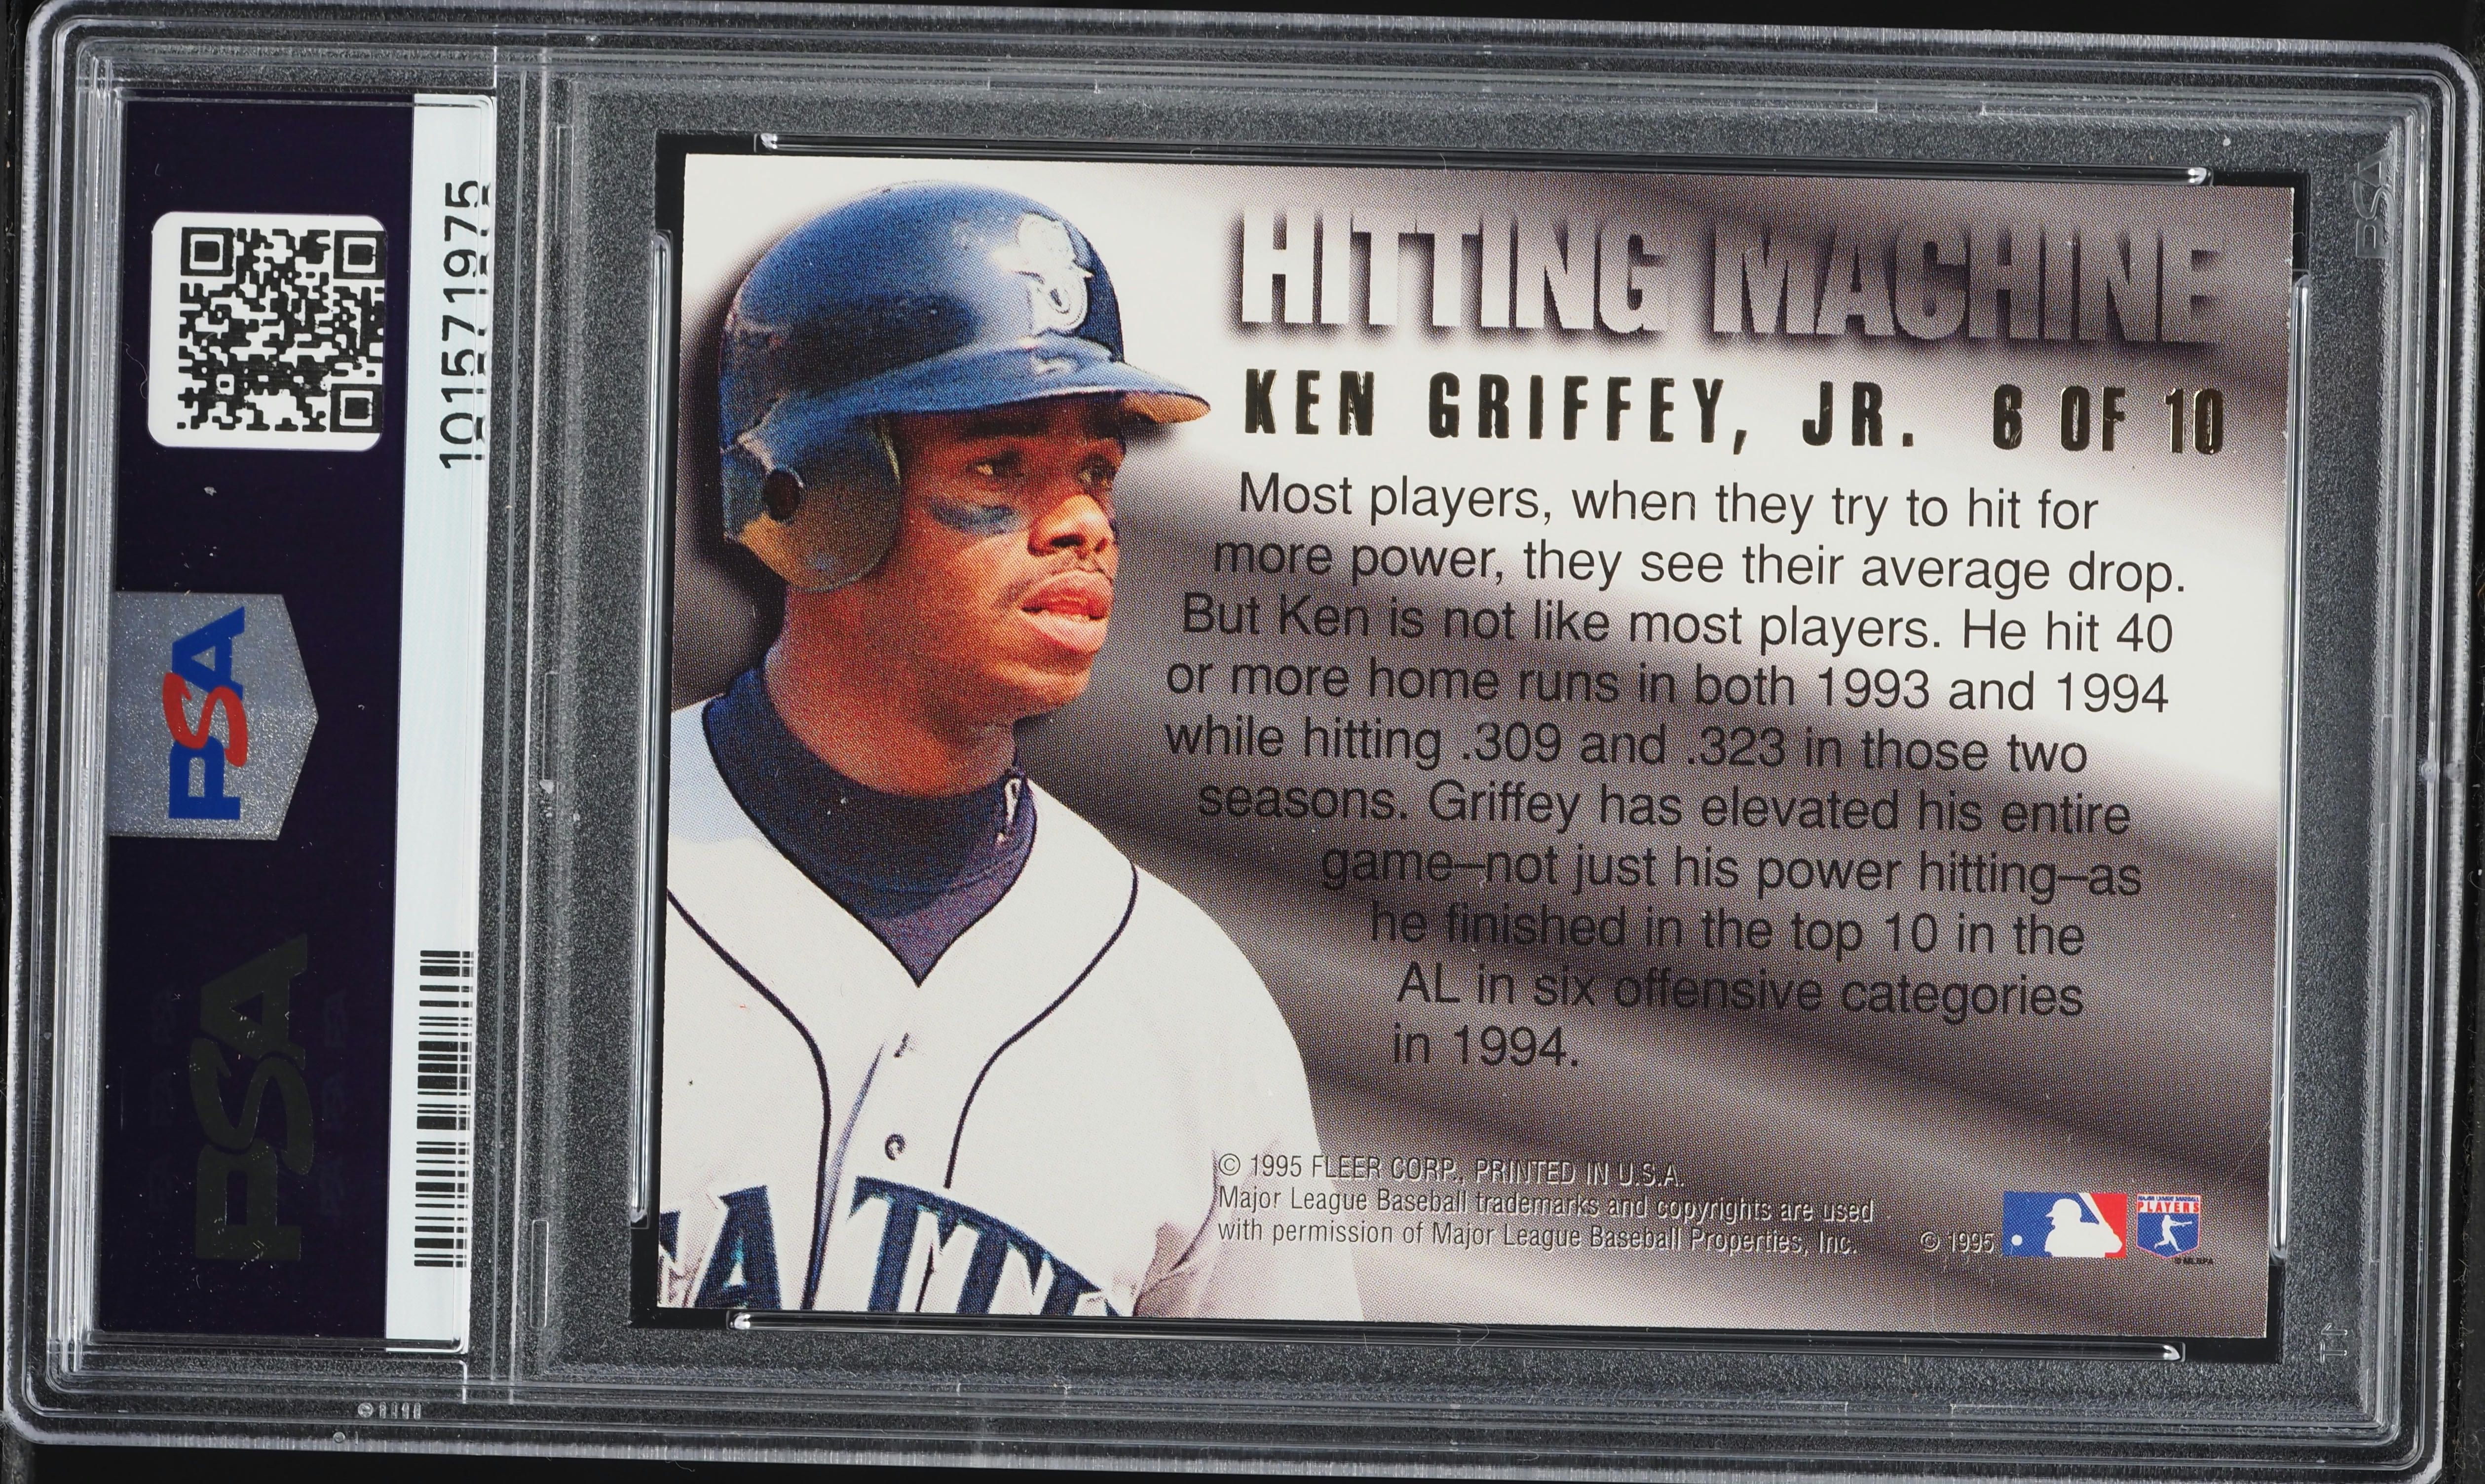 101571975
PSA
PSA
HITTING MACHINE
KEN GRIFFEY, JR. 6 OF 10
Most players, when they try to hit for
more power, they see their average drop.
But Ken is not like most players. He hit 40
or more home runs in both 1993 and 1994
while hitting .309 and .323 in those two
seasons. Griffey has elevated his entire
game—not just his power hitting—as
he finished in the top 10 in the
AL in six offensive categories
in 1994.
© 1995 FLEER CORP., PRINTED IN U.S.A.
Major League Baseball trademarks and copyrights are used
with permission of Major League Baseball Properties, Inc.
© 1995
MAJOR LEAGUE BASEBALL
PLAYERS
© MLBPA
PSA